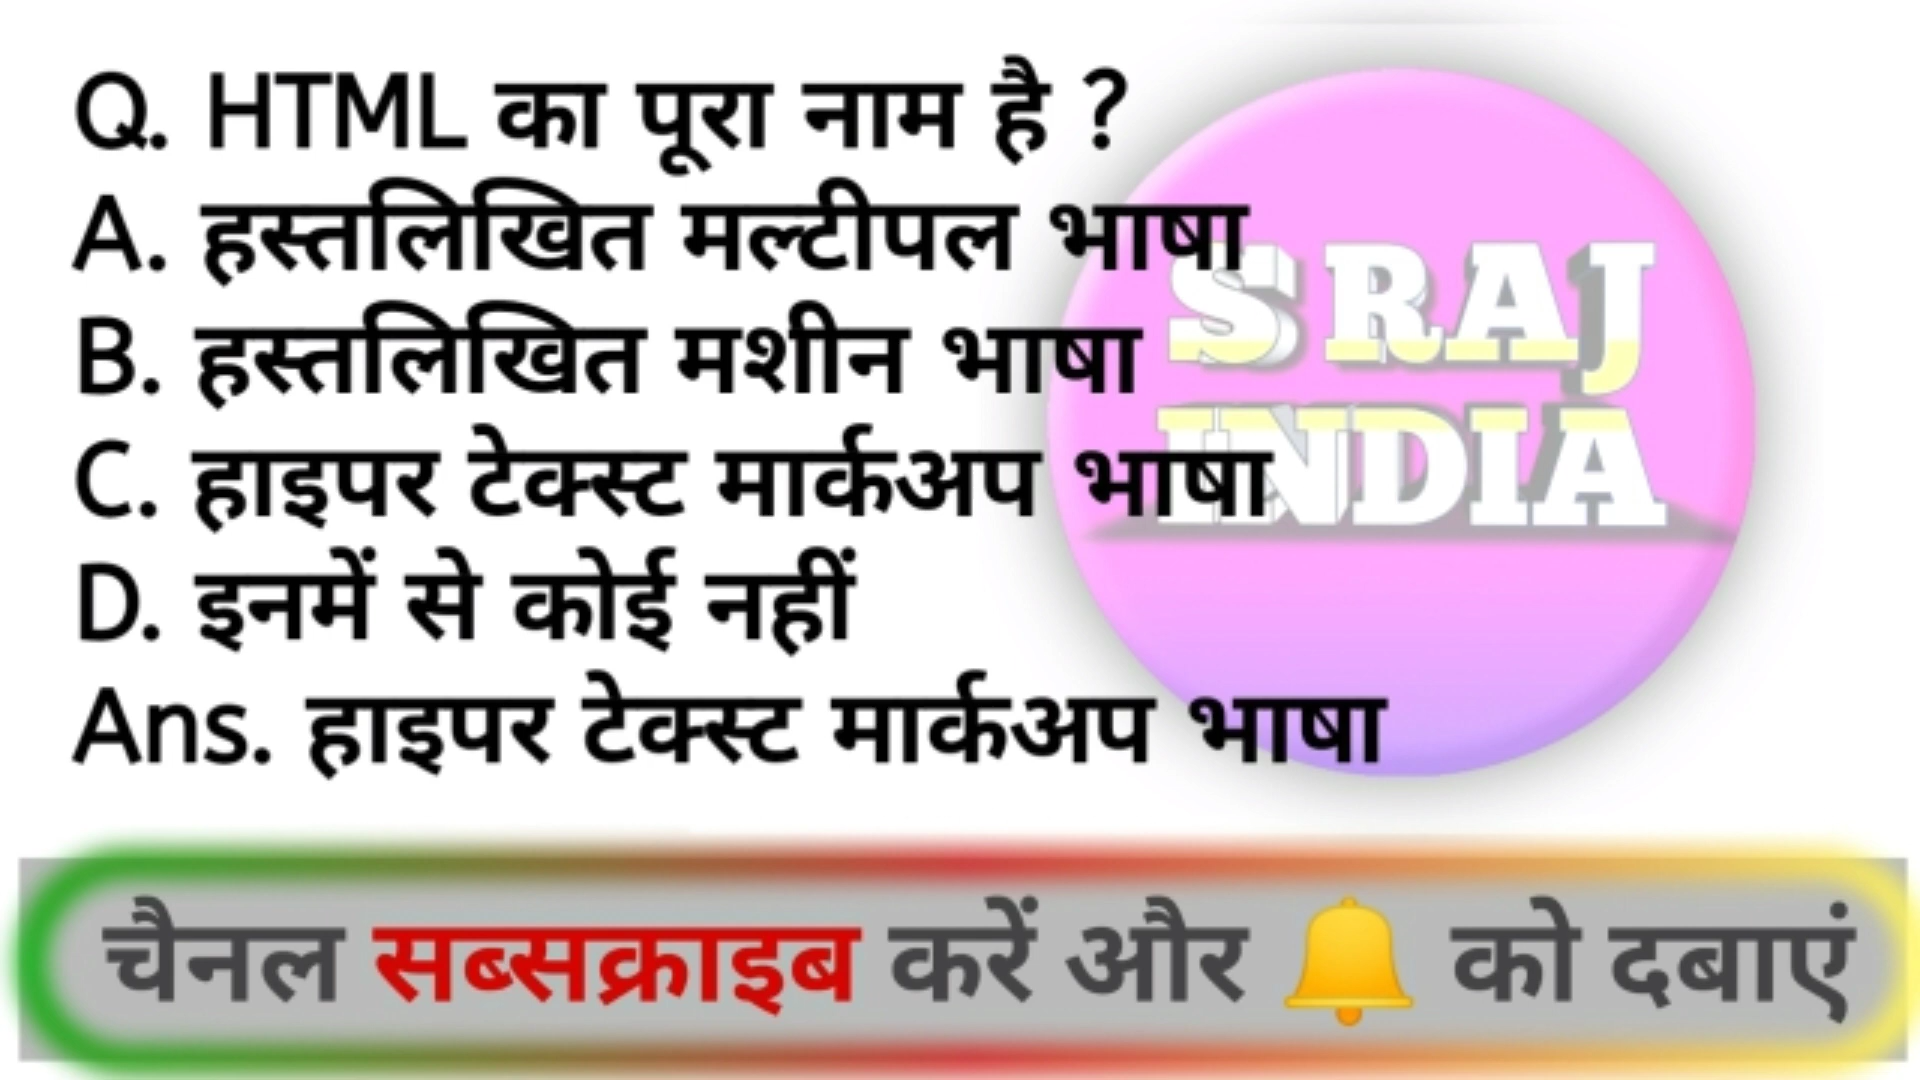 Q. HTML का पूरा नाम है ?
A. हस्तलिखित मल्टीपल भाषा
B. हस्तलिखित मशीन भाषा
C. हाइपर टेक्स्ट मार्कअप भाषा
D. इनमें से कोई नहीं
Ans. हाइपर टेक्स्ट मार्कअप भाषा
S RAJ
INDIA
चैनल सब्सक्राइब करें और 🔔 को दबाएं